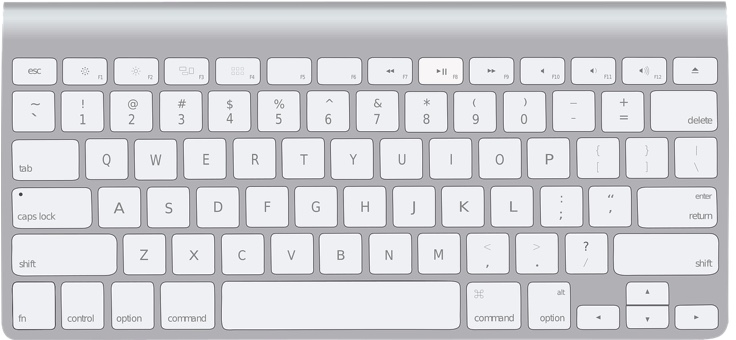 esc F1 F2 F3 F4 F5 F6 F7 F8 F9 F10 F11 F12
~ ! @ # $ % ^ & * ( ) _ +
` 1 2 3 4 5 6 7 8 9 0 - = delete
tab Q W E R T Y U I O P { [ } ] | \
caps lock A S D F G H J K L : ; “ ‘ enter return
shift Z X C V B N M < , > . ? / shift
fn control option command ⌘ command alt option